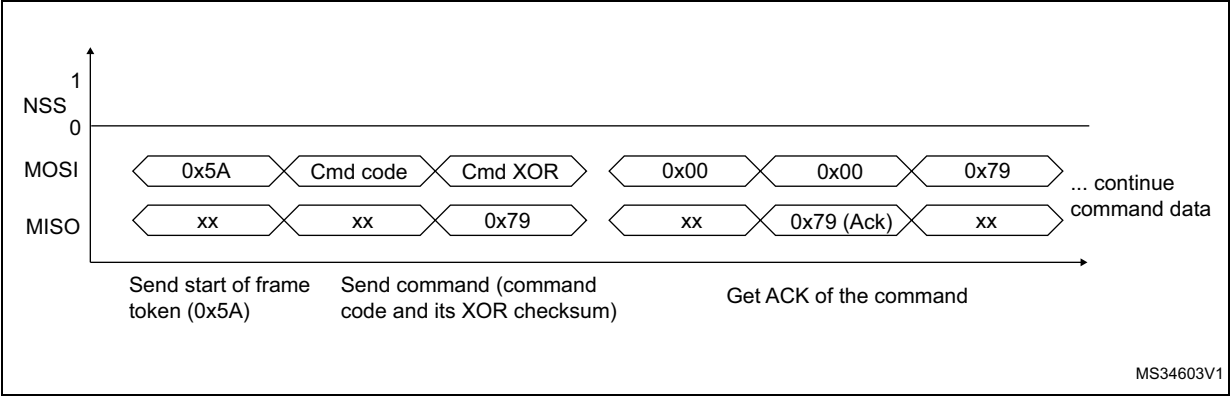 1
NSS
0
MOSI 0x5A Cmd code Cmd XOR 0x00 0x00 0x79
... continue
command data
MISO xx xx 0x79 xx 0x79 (Ack) xx
Send start of frame
token (0x5A)
Send command (command
code and its XOR checksum)
Get ACK of the command
MS34603V1